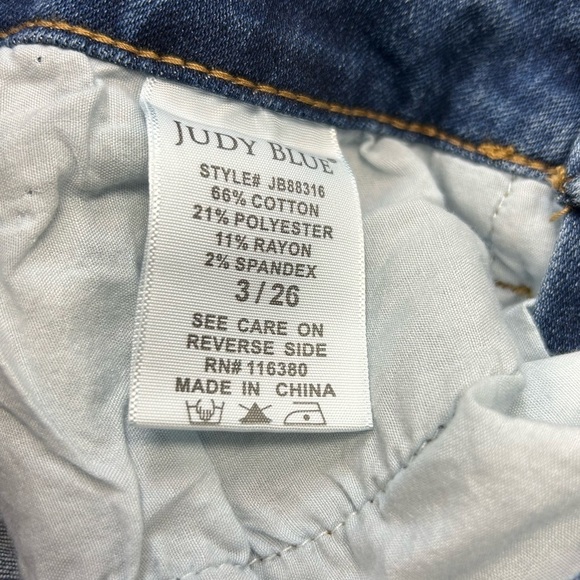 JUDY BLUE™
STYLE# JB88316
66% COTTON
21% POLYESTER
11% RAYON
2% SPANDEX
3 / 26
SEE CARE ON
REVERSE SIDE
RN# 116380
MADE IN CHINA